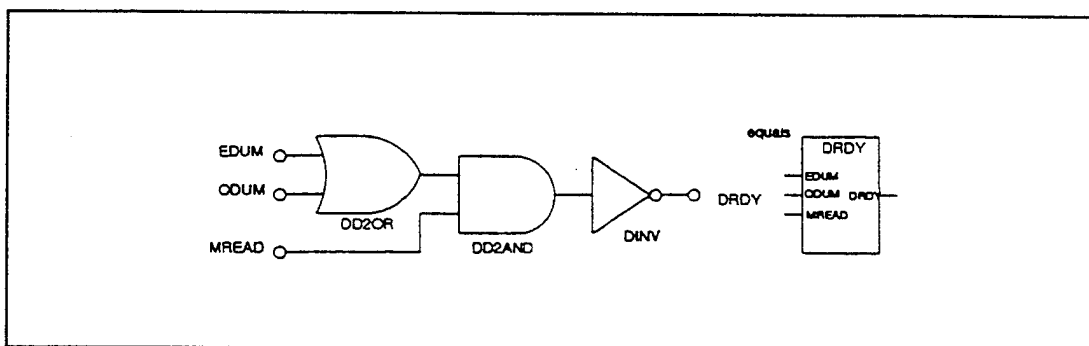 equals
DRDY
EDUM
ODUM
MREAD
DD2OR
DD2AND
DINV
DRDY
EDUM
ODUM
DRDY
MREAD